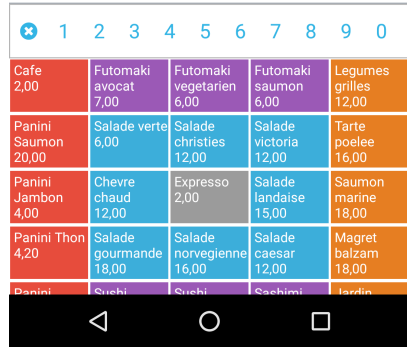 1 2 3 4 5 6 7 8 9 0
Cafe
2,00
Futomaki
avocat
7,00
Futomaki
vegetarien
6,00
Futomaki
saumon
6,00
Legumes
grilles
12,00
Panini
Saumon
20,00
Salade verte
6,00
Salade
christies
12,00
Salade
victoria
12,00
Tarte
poelee
16,00
Panini
Jambon
4,00
Chevre
chaud
12,00
Expresso
2,00
Salade
landaise
15,00
Saumon
marine
18,00
Panini Thon
4,20
Salade
gourmande
18,00
Salade
norvegienne
16,00
Salade
caesar
12,00
Magret
balzam
18,00
Panini
Sushi
Sushi
Sashimi
Jardin